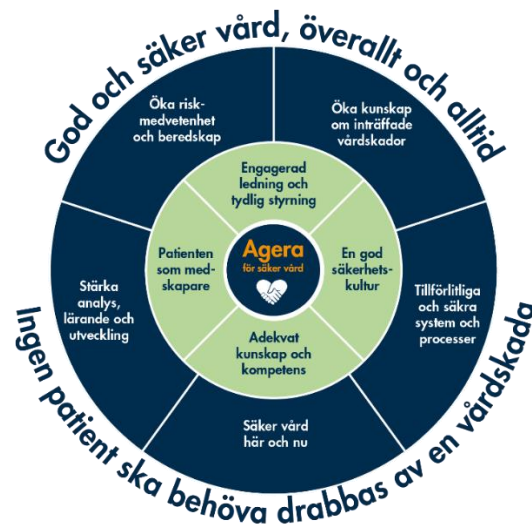 God och säker vård, överallt och alltid
Öka risk-
medvetenhet
och beredskap
Öka kunskap
om inträffade
vårdskador
Engagerad
ledning och
tydlig styrning
Patienten
som med-
skapare
Agera
för säker vård
En god
säkerhets-
kultur
Stärka
analys,
lärande och
utveckling
Tillförlitliga
och säkra
system och
processer
Adekvat
kunskap och
kompetens
Säker vård
här och nu
Ingen patient ska behöva drabbas av en vårdskada